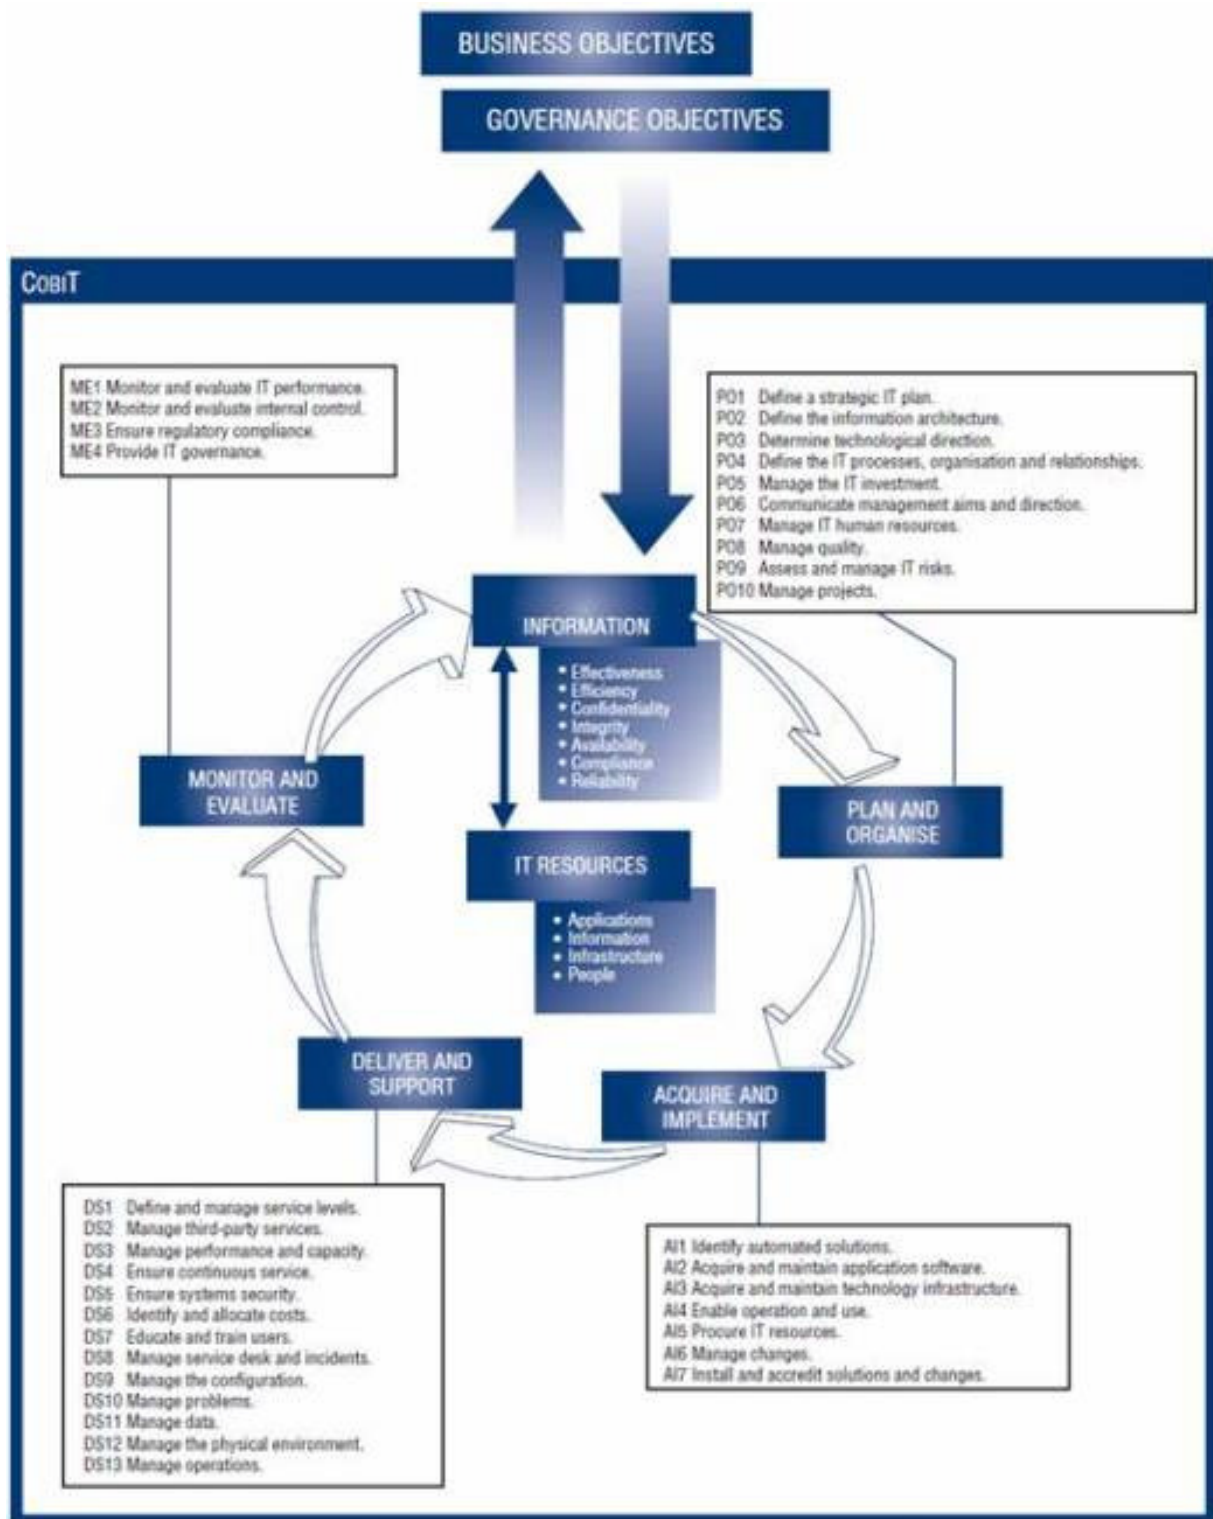 BUSINESS OBJECTIVES
GOVERNANCE OBJECTIVES
COBIT
ME1 Monitor and evaluate IT performance.
ME2 Monitor and evaluate internal control.
ME3 Ensure regulatory compliance.
ME4 Provide IT governance.
PO1 Define a strategic IT plan.
PO2 Define the information architecture.
PO3 Determine technological direction.
PO4 Define the IT processes, organisation and relationships.
PO5 Manage the IT investment.
PO6 Communicate management aims and direction.
PO7 Manage IT human resources.
PO8 Manage quality.
PO9 Assess and manage IT risks.
PO10 Manage projects.
INFORMATION
• Effectiveness
• Efficiency
• Confidentiality
• Integrity
• Availability
• Compliance
• Reliability
MONITOR AND
EVALUATE
PLAN AND
ORGANISE
IT RESOURCES
• Applications
• Information
• Infrastructure
• People
DELIVER AND
SUPPORT
ACQUIRE AND
IMPLEMENT
DS1 Define and manage service levels.
DS2 Manage third-party services.
DS3 Manage performance and capacity.
DS4 Ensure continuous service.
DS5 Ensure systems security.
DS6 Identify and allocate costs.
DS7 Educate and train users.
DS8 Manage service desk and incidents.
DS9 Manage the configuration.
DS10 Manage problems.
DS11 Manage data.
DS12 Manage the physical environment.
DS13 Manage operations.
AI1 Identify automated solutions.
AI2 Acquire and maintain application software.
AI3 Acquire and maintain technology infrastructure.
AI4 Enable operation and use.
AI5 Procure IT resources.
AI6 Manage changes.
AI7 Install and accredit solutions and changes.